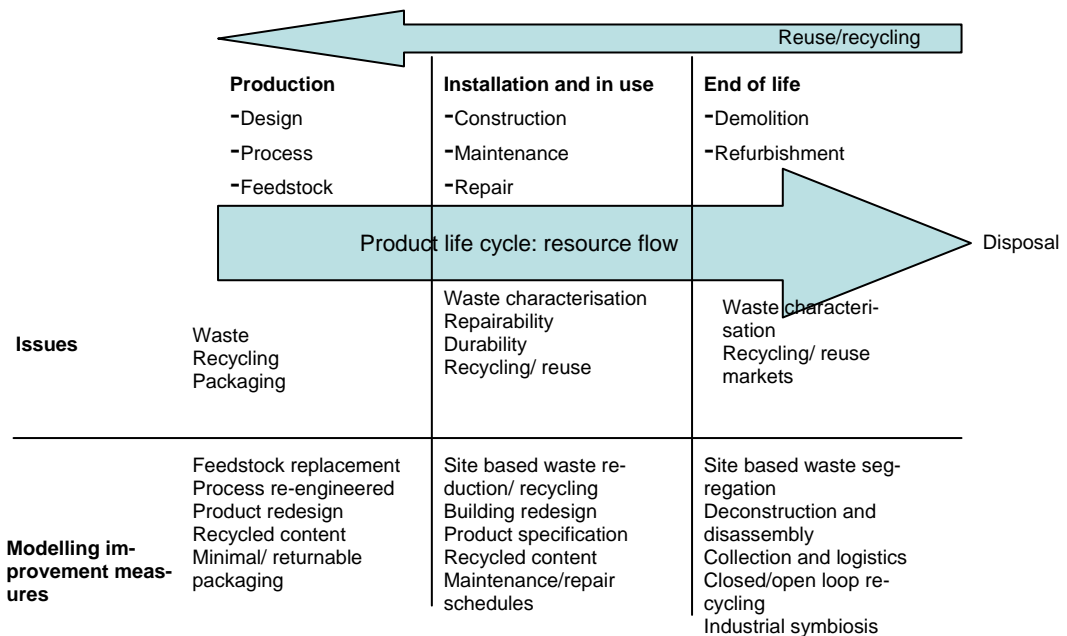 Reuse/recycling
Production
-Design
-Process
-Feedstock
Installation and in use
-Construction
-Maintenance
-Repair
End of life
-Demolition
-Refurbishment
Product life cycle: resource flow
Disposal
Issues
Waste
Recycling
Packaging
Waste characterisation
Repairability
Durability
Recycling/ reuse
Waste characteri-
sation
Recycling/ reuse
markets
Modelling im-
provement meas-
ures
Feedstock replacement
Process re-engineered
Product redesign
Recycled content
Minimal/ returnable
packaging
Site based waste re-
duction/ recycling
Building redesign
Product specification
Recycled content
Maintenance/repair
schedules
Site based waste seg-
regation
Deconstruction and
disassembly
Collection and logistics
Closed/open loop re-
cycling
Industrial symbiosis